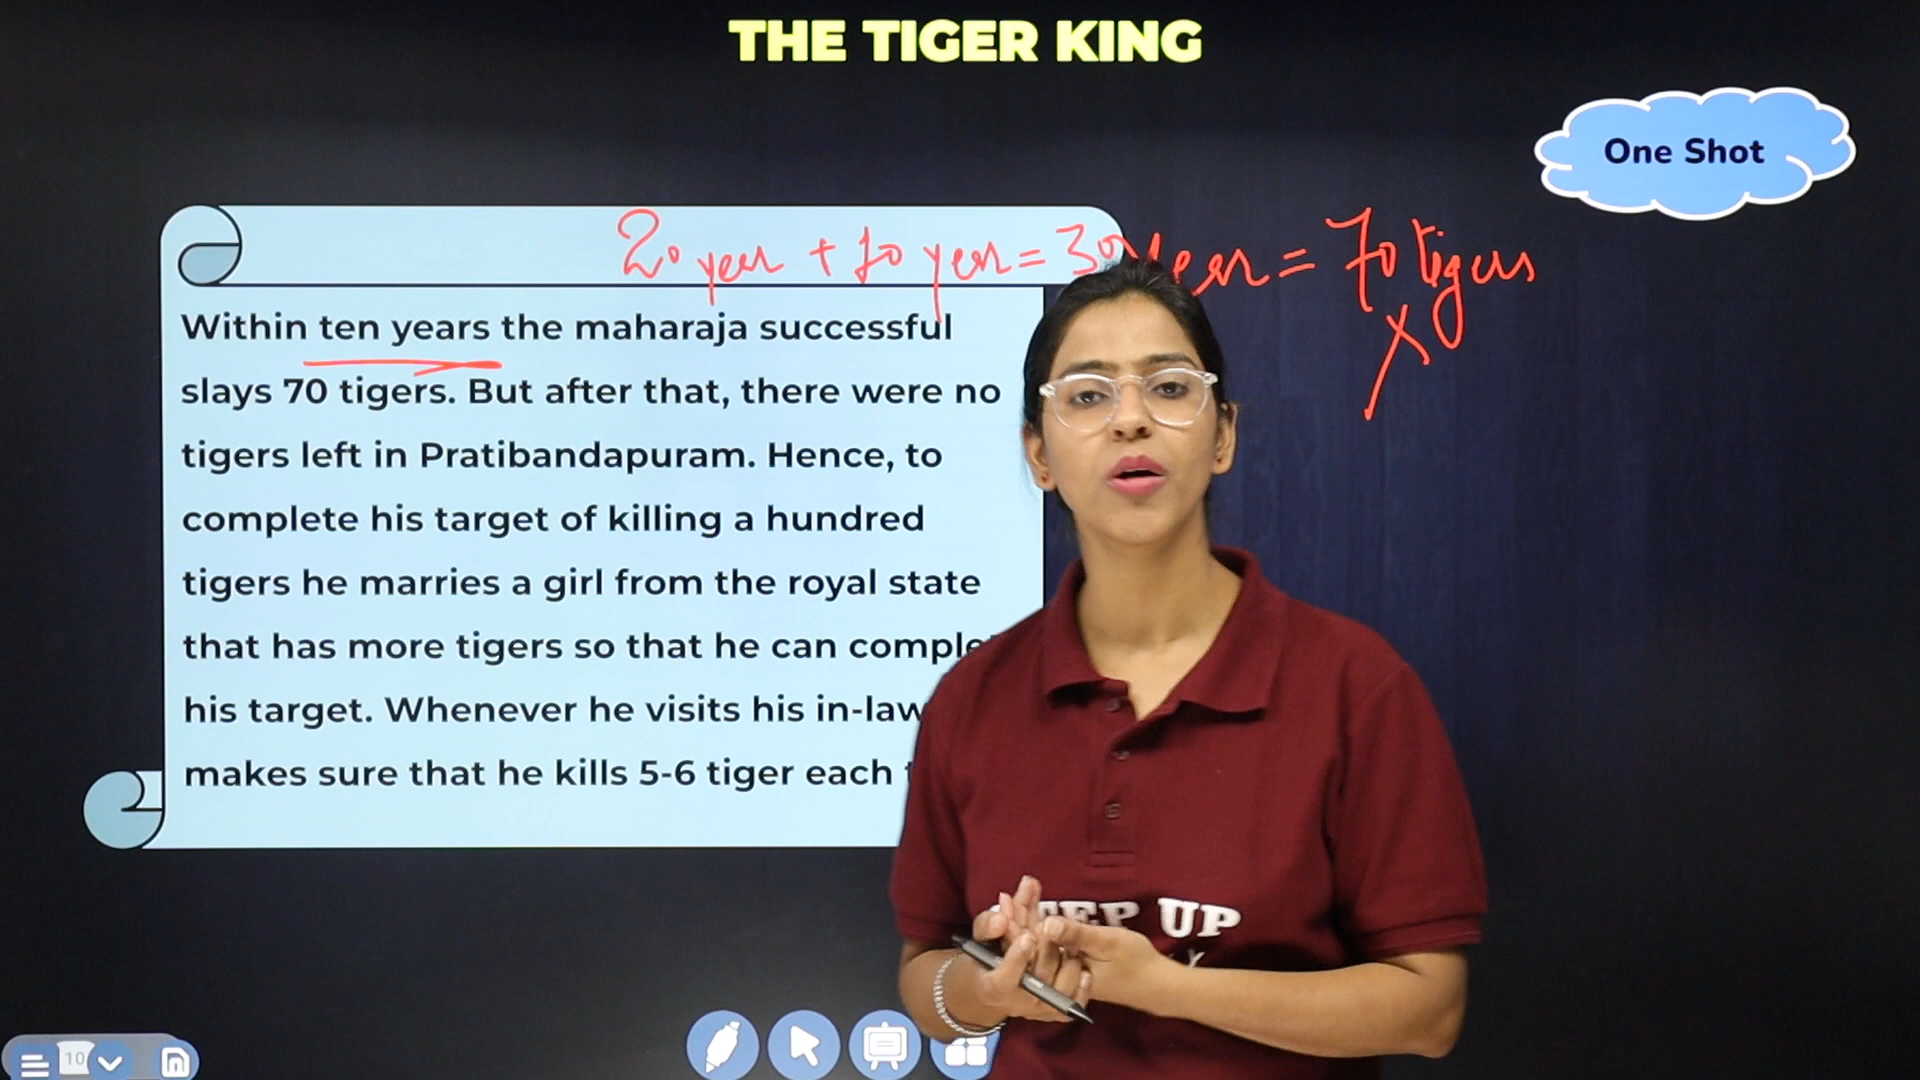 THE TIGER KING
One Shot
20 year + 10 year = 30 year = 70 tigers
Within ten years the maharaja successful
slays 70 tigers. But after that, there were no
tigers left in Pratibandapuram. Hence, to
complete his target of killing a hundred
tigers he marries a girl from the royal state
that has more tigers so that he can comple
his target. Whenever he visits his in-law
makes sure that he kills 5-6 tiger each
UP
10